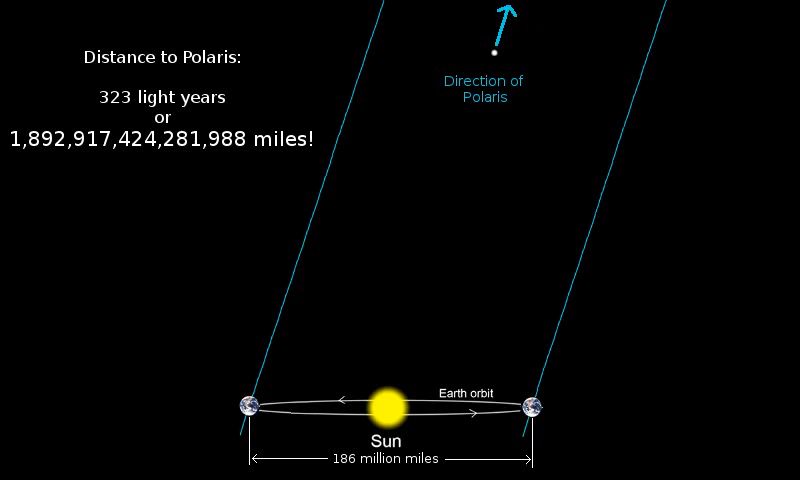 Distance to Polaris:
323 light years
or
1,892,917,424,281,988 miles!
Direction of
Polaris
Earth orbit
Sun
186 million miles